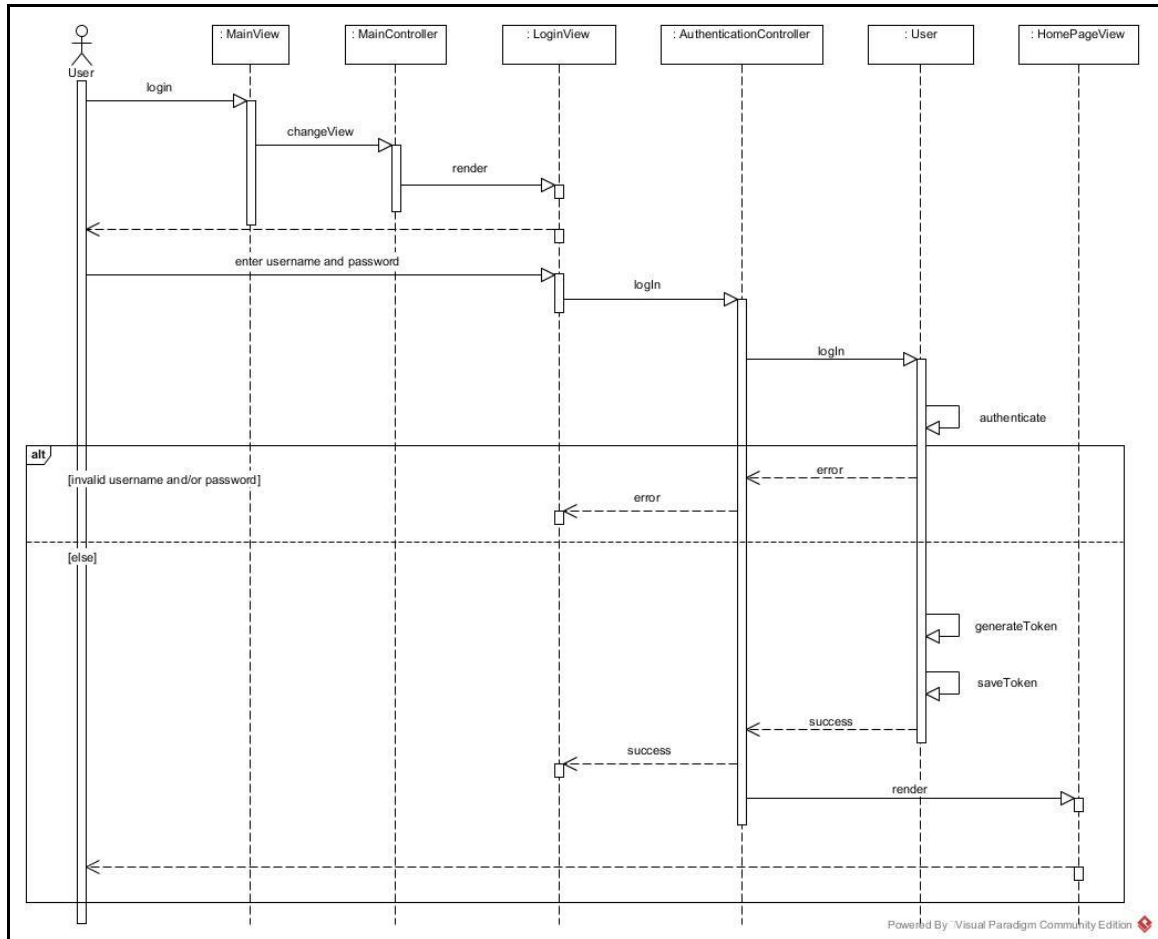 : MainView
: MainController
: LoginView
: AuthenticationController
: User
: HomePageView
User
login
changeView
render
enter username and password
logIn
logIn
authenticate
alt
[invalid username and/or password]
error
error
[else]
generateToken
saveToken
success
success
render
Powered By Visual Paradigm Community Edition